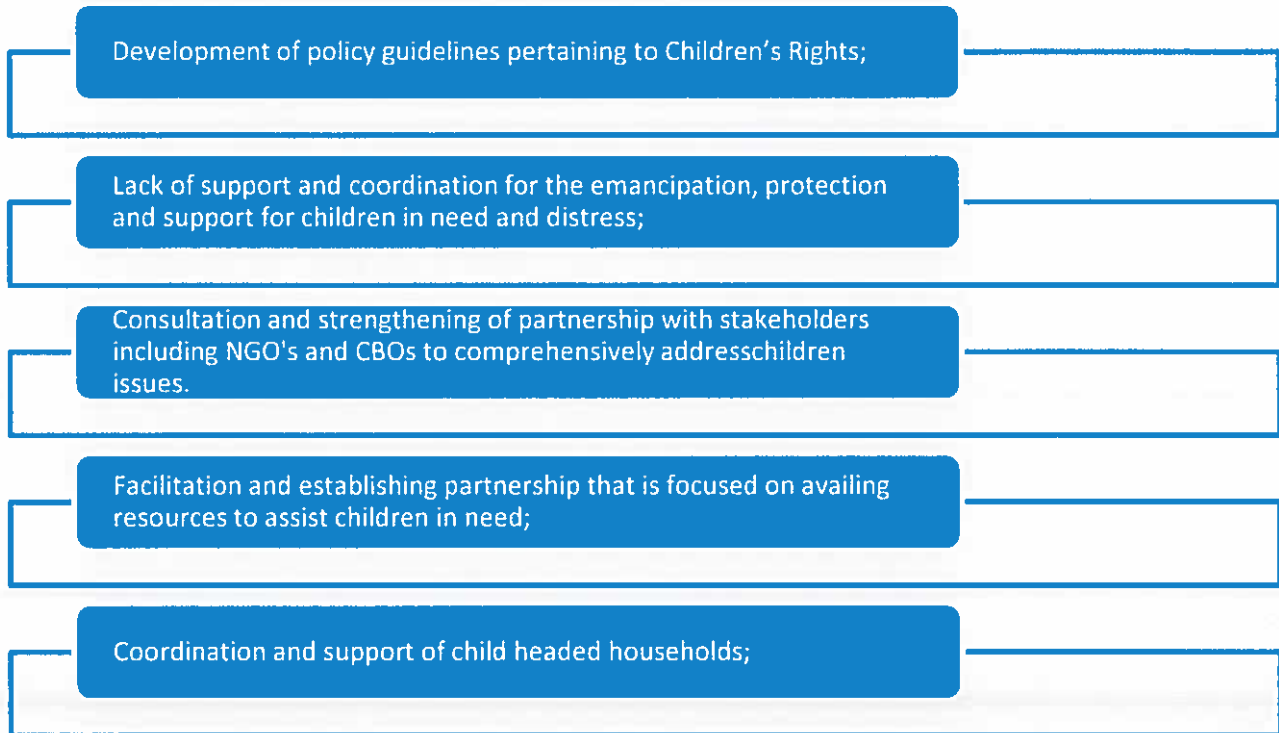 Development of policy guidelines pertaining to Children’s Rights;
Lack of support and coordination for the emancipation, protection
and support for children in need and distress;
Consultation and strengthening of partnership with stakeholders
including NGO's and CBOs to comprehensively addresschildren
issues.
Facilitation and establishing partnership that is focused on availing
resources to assist children in need;
Coordination and support of child headed households;